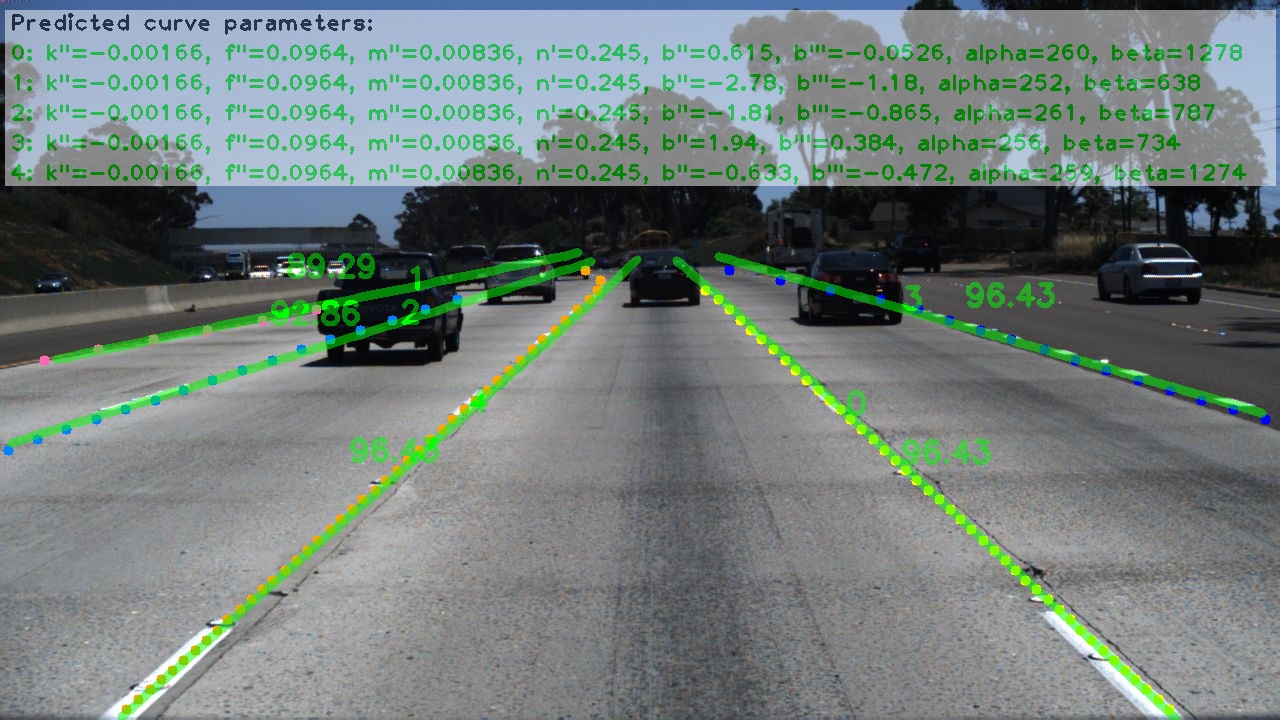 Predicted curve parameters:
0: k''=-0.00166, f''=0.0964, m''=0.00836, n'=0.245, b''=0.615, b'''=-0.0526, alpha=260, beta=1278
1: k''=-0.00166, f''=0.0964, m''=0.00836, n'=0.245, b''=-2.78, b'''=-1.18, alpha=252, beta=638
2: k''=-0.00166, f''=0.0964, m''=0.00836, n'=0.245, b''=-1.81, b'''=-0.865, alpha=261, beta=787
3: k''=-0.00166, f''=0.0964, m''=0.00836, n'=0.245, b''=1.94, b'''=0.384, alpha=256, beta=734
4: k''=-0.00166, f''=0.0964, m''=0.00836, n'=0.245, b''=-0.633, b'''=-0.472, alpha=259, beta=1274
89.29 1
92.86 2
3 96.43
4
0
96.43
96.43